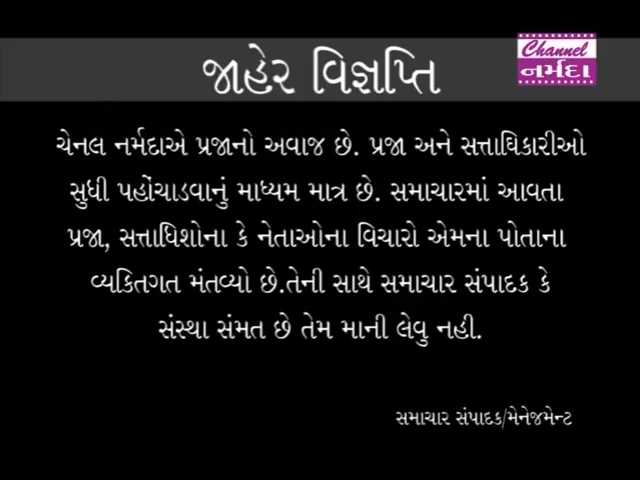 Channel
નર્મદા
જાહેર વિજ્ઞપ્તિ
ચેનલ નર્મદાએ પ્રજાનો અવાજ છે. પ્રજા અને સત્તાધિકારીઓ
સુધી પહોંચાડવાનું માધ્યમ માત્ર છે. સમાચારમાં આવતા
પ્રજા, સત્તાધિશોના કે નેતાઓના વિચારો એમના પોતાના
વ્યકિતગત મંતવ્યો છે.તેની સાથે સમાચાર સંપાદક કે
સંસ્થા સંમત છે તેમ માની લેવુ નહી.
સમાચાર સંપાદક/મેનેજમેન્ટ